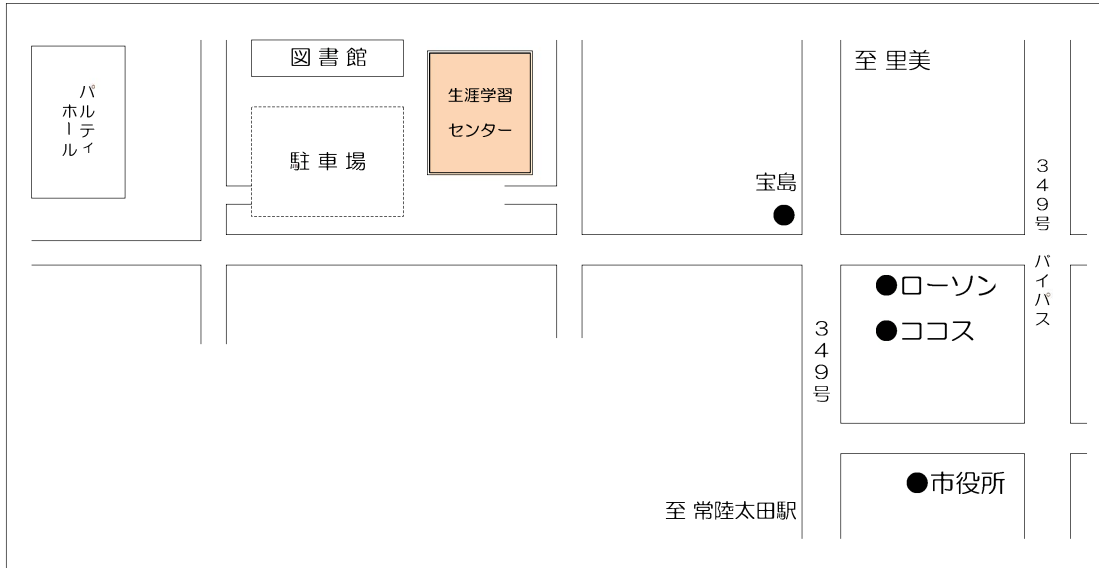 図書館
生涯学習
センター
至 里美
パルティ
ホール
駐車場
宝島
349号 バイパス
ローソン
ココス
349号
市役所
至 常陸太田駅